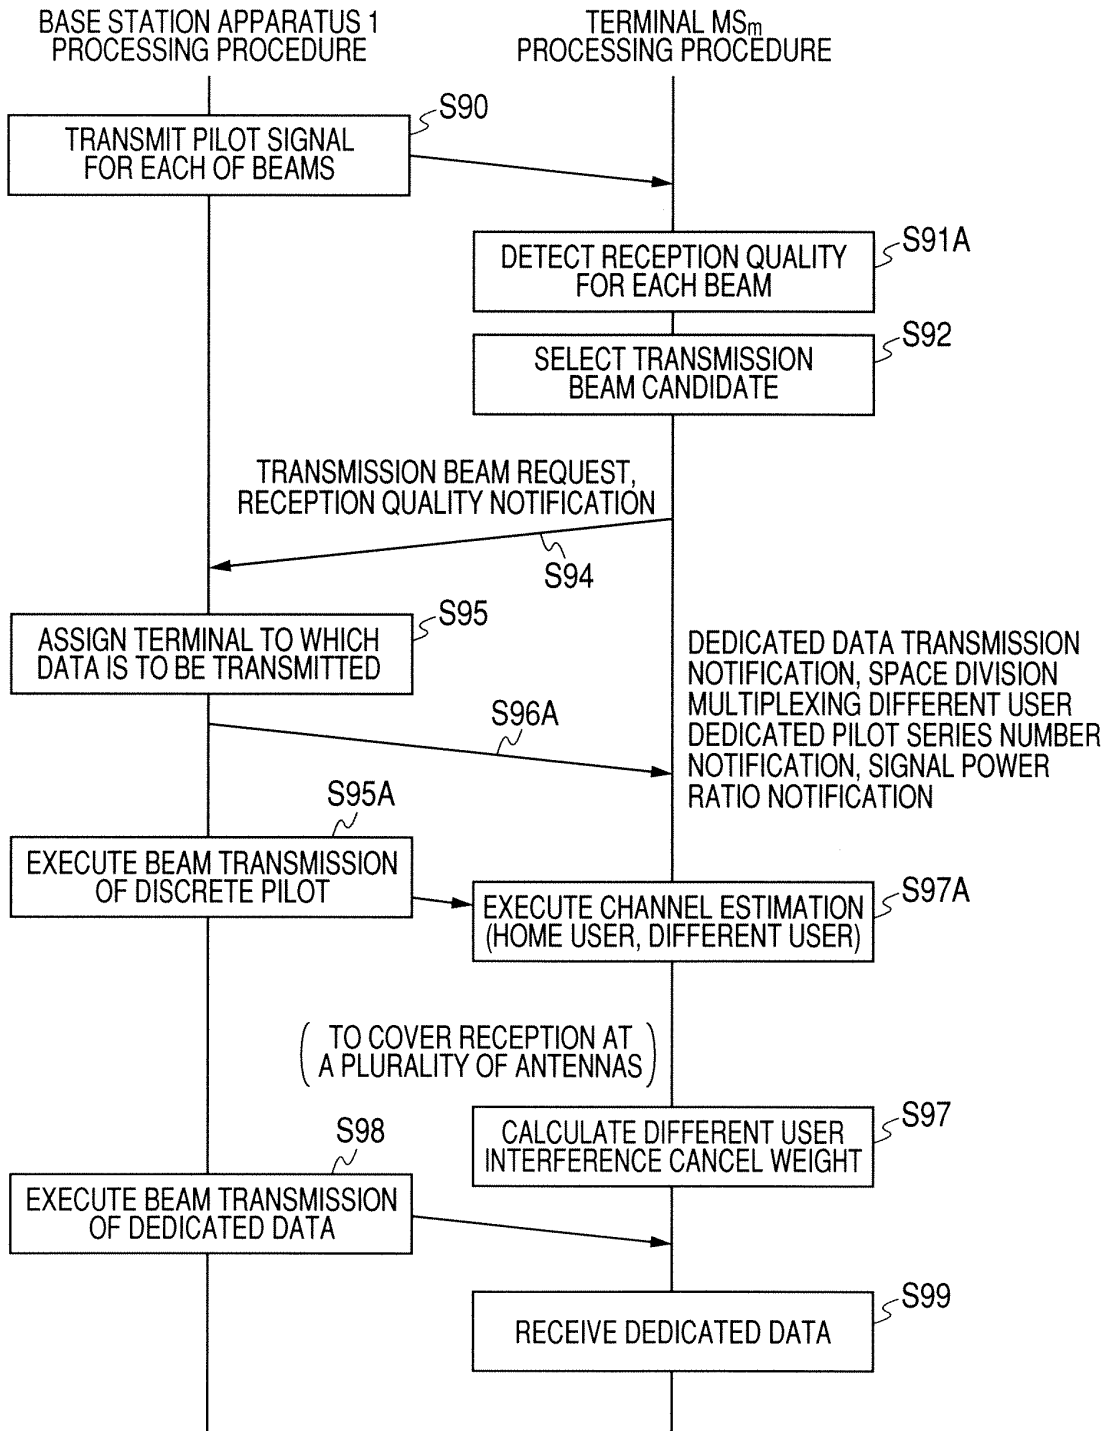 BASE STATION APPARATUS 1
PROCESSING PROCEDURE
TERMINAL MSm
PROCESSING PROCEDURE
S90
TRANSMIT PILOT SIGNAL
FOR EACH OF BEAMS
S91A
DETECT RECEPTION QUALITY
FOR EACH BEAM
S92
SELECT TRANSMISSION
BEAM CANDIDATE
TRANSMISSION BEAM REQUEST,
RECEPTION QUALITY NOTIFICATION
S94
S95
ASSIGN TERMINAL TO WHICH
DATA IS TO BE TRANSMITTED
S96A
DEDICATED DATA TRANSMISSION
NOTIFICATION, SPACE DIVISION
MULTIPLEXING DIFFERENT USER
DEDICATED PILOT SERIES NUMBER
NOTIFICATION, SIGNAL POWER
RATIO NOTIFICATION
S95A
EXECUTE BEAM TRANSMISSION
OF DISCRETE PILOT
S97A
EXECUTE CHANNEL ESTIMATION
(HOME USER, DIFFERENT USER)
(TO COVER RECEPTION AT
A PLURALITY OF ANTENNAS)
S97
CALCULATE DIFFERENT USER
INTERFERENCE CANCEL WEIGHT
S98
EXECUTE BEAM TRANSMISSION
OF DEDICATED DATA
S99
RECEIVE DEDICATED DATA